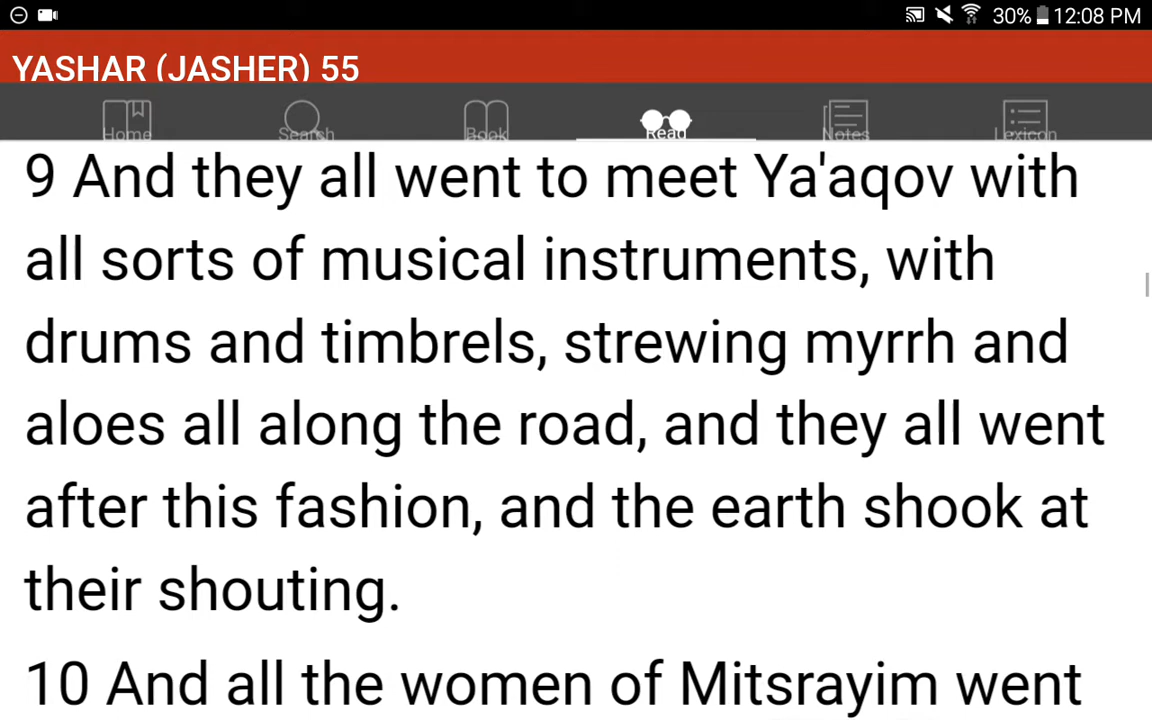 30% 12:08 PM
YASHAR (JASHER) 55
Home Search Book Read Notes Lexicon
9 And they all went to meet Ya'aqov with
all sorts of musical instruments, with
drums and timbrels, strewing myrrh and
aloes all along the road, and they all went
after this fashion, and the earth shook at
their shouting.
10 And all the women of Mitsrayim went